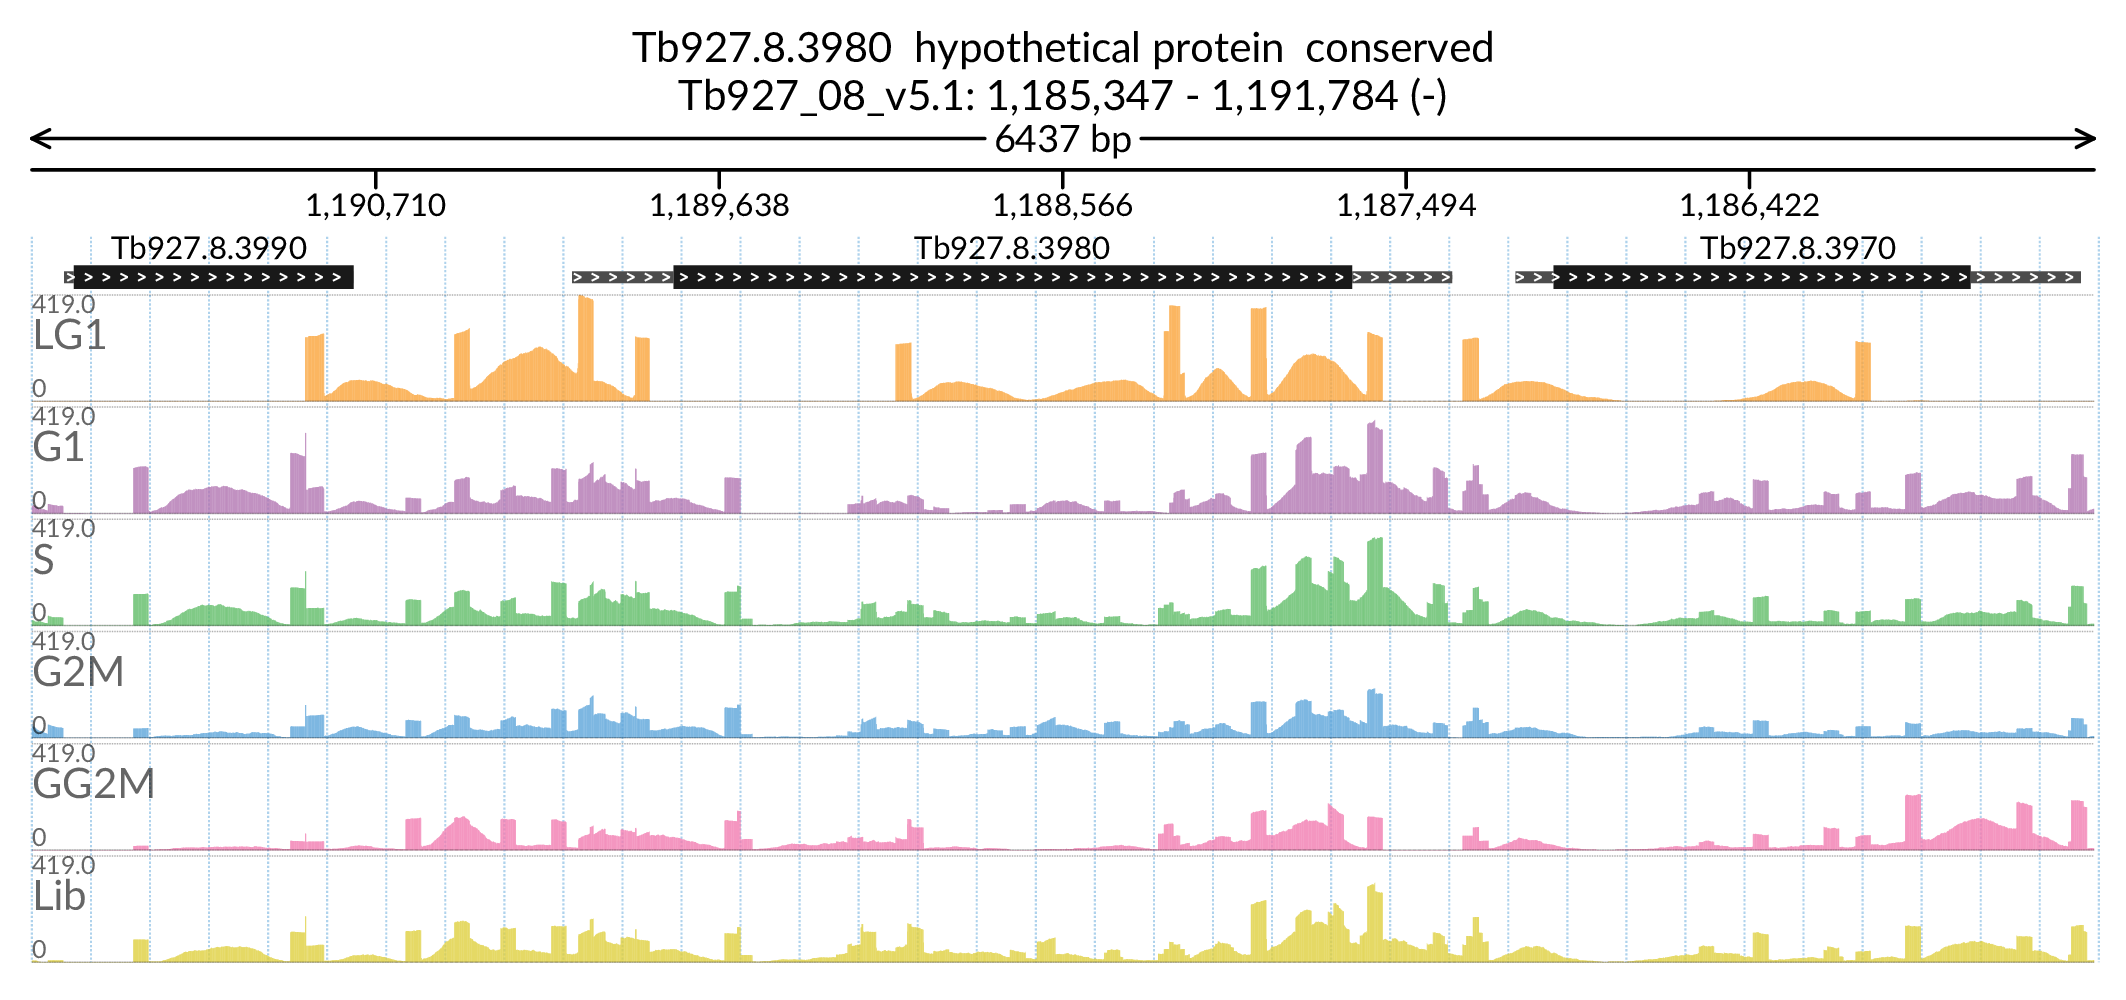 Tb927.8.3980  hypothetical protein  conserved
Tb927_08_v5.1: 1,185,347 - 1,191,784 (-)
6437 bp
1,190,710 1,189,638 1,188,566 1,187,494 1,186,422
Tb927.8.3990 Tb927.8.3980 Tb927.8.3970
419.0
LG1
0
419.0
G1
0
419.0
S
0
419.0
G2M
0
419.0
GG2M
0
419.0
Lib
0